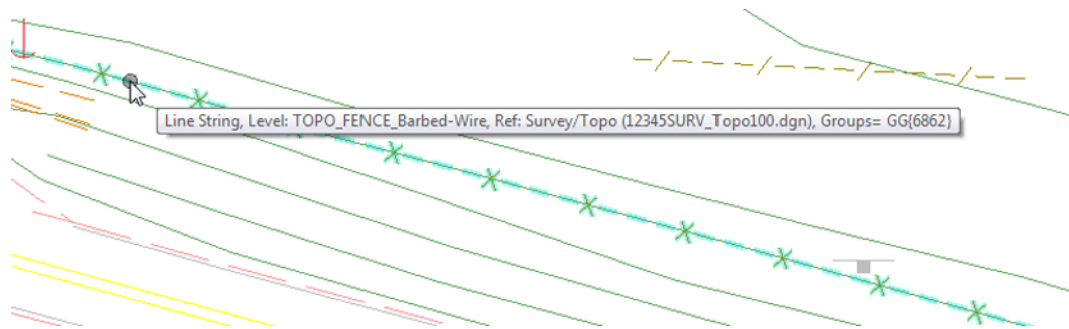 Line String, Level: TOPO_FENCE_Barbed-Wire, Ref: Survey/Topo (12345SURV_Topo100.dgn), Groups= GG{6862}